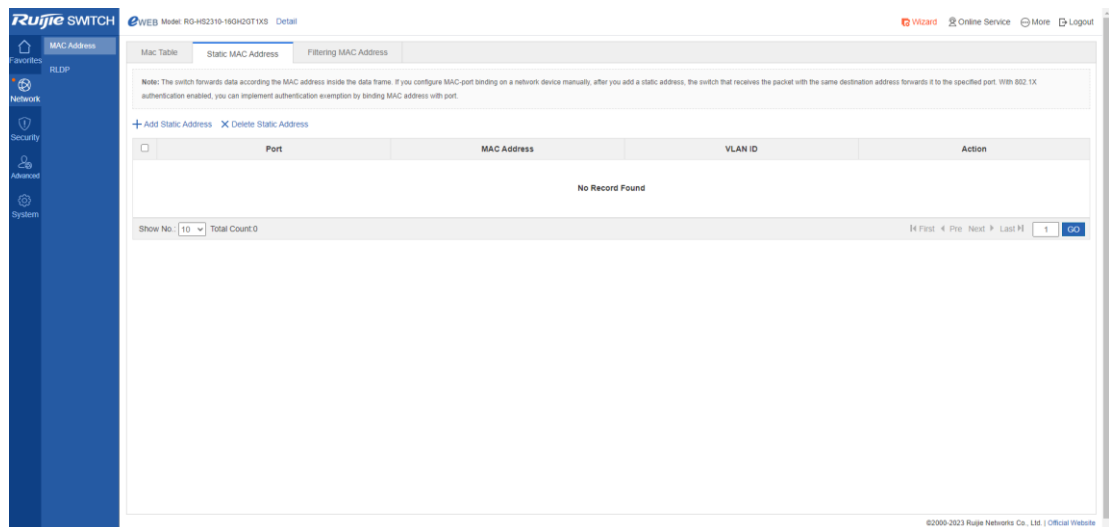 Ruijie SWITCH
eWEB Model: RG-HS2310-16GH2GT1XS Detail
Wizard Online Service More Logout
Favorites
Network
Security
Advanced
System
MAC Address
RLDP
Mac Table Static MAC Address Filtering MAC Address
Note: The switch forwards data according the MAC address inside the data frame. If you configure MAC-port binding on a network device manually, after you add a static address, the switch that receives the packet with the same destination address forwards it to the specified port. With 802.1X
authentication enabled, you can implement authentication exemption by binding MAC address with port.
Add Static Address Delete Static Address
Port MAC Address VLAN ID Action
No Record Found
Show No.: 10 Total Count:0 First Pre Next Last 1 GO
©2000-2023 Ruijie Networks Co., Ltd. | Official Website